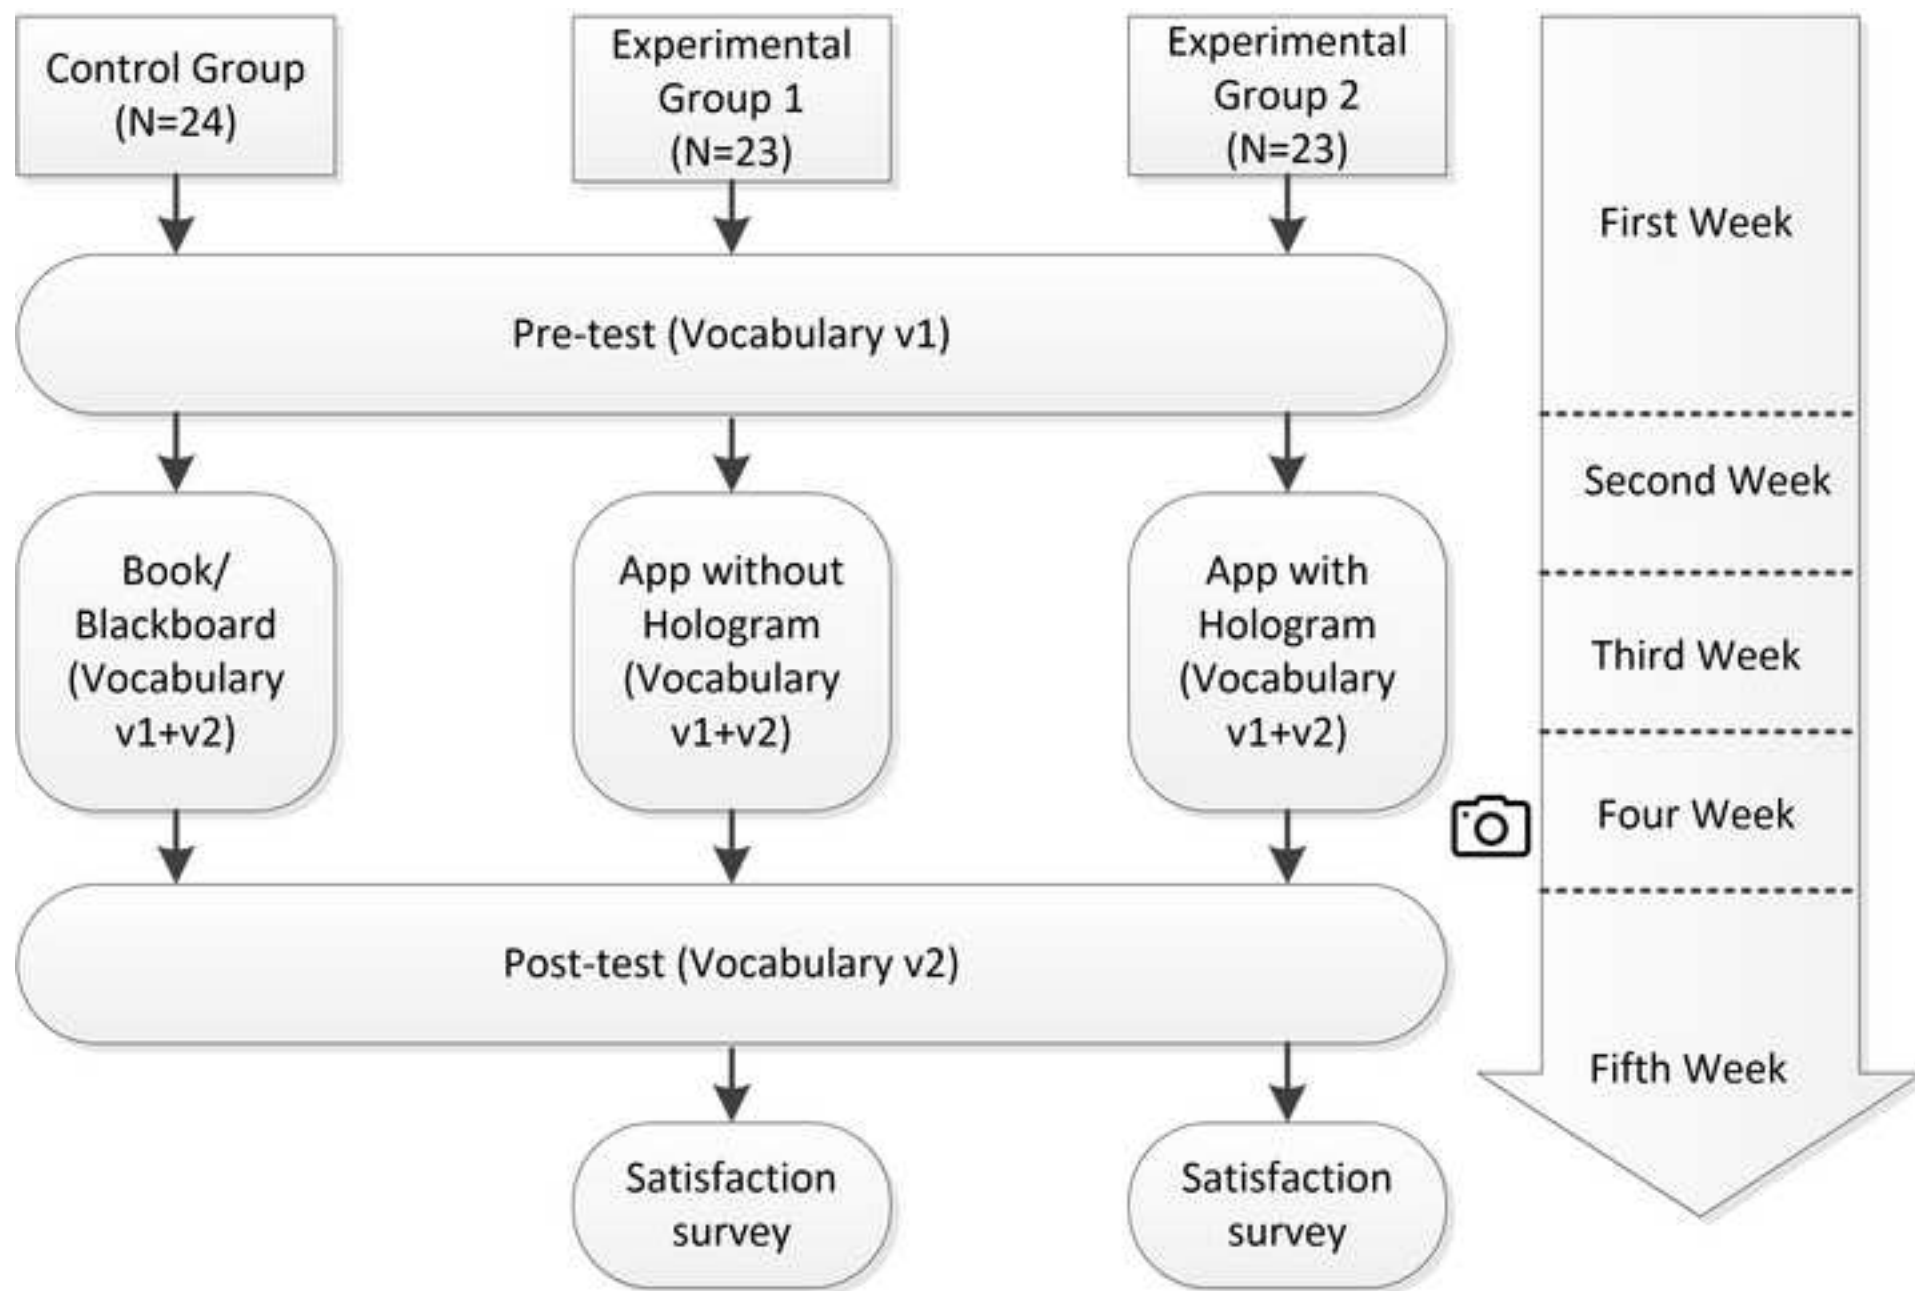 Control Group
(N=24)
Experimental
Group 1
(N=23)
Experimental
Group 2
(N=23)
First Week
Pre-test (Vocabulary v1)
Second Week
Book/
Blackboard
(Vocabulary
v1+v2)
App without
Hologram
(Vocabulary
v1+v2)
App with
Hologram
(Vocabulary
v1+v2)
Third Week
Four Week
Post-test (Vocabulary v2)
Fifth Week
Satisfaction
survey
Satisfaction
survey